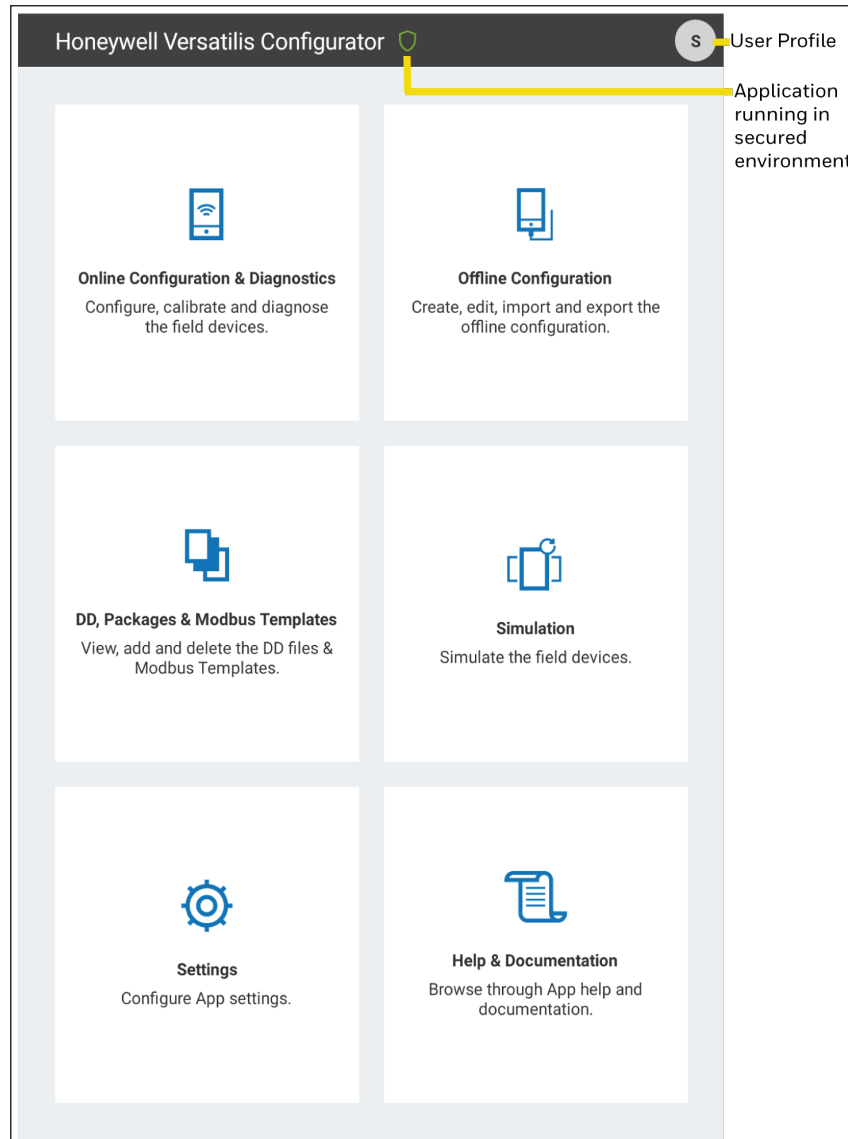 Honeywell Versatilis Configurator
S
User Profile
Application
running in
secured
environment
Online Configuration & Diagnostics
Configure, calibrate and diagnose
the field devices.
Offline Configuration
Create, edit, import and export the
offline configuration.
DD, Packages & Modbus Templates
View, add and delete the DD files &
Modbus Templates.
Simulation
Simulate the field devices.
Settings
Configure App settings.
Help & Documentation
Browse through App help and
documentation.